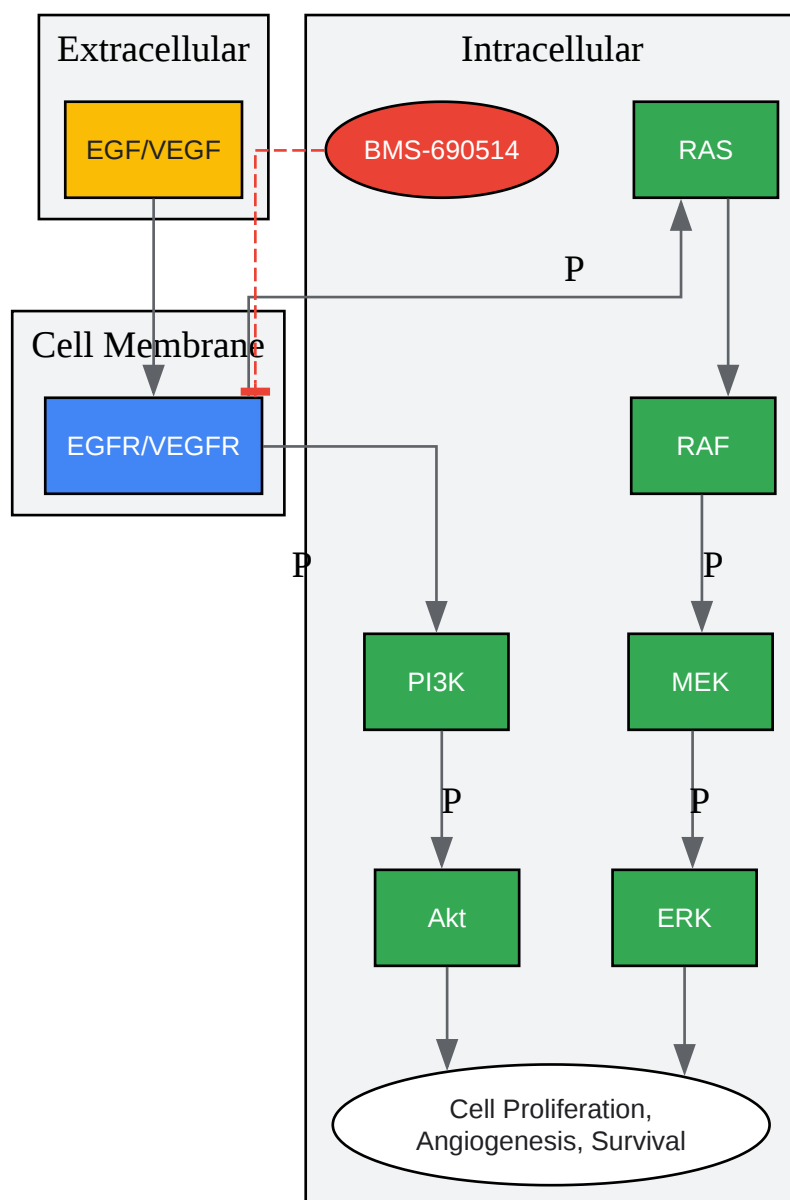 Extracellular
Intracellular
EGF/VEGF
BMS-690514
RAS
P
Cell Membrane
EGFR/VEGFR
RAF
P
P
PI3K
MEK
P
P
Akt
ERK
Cell Proliferation,
Angiogenesis, Survival